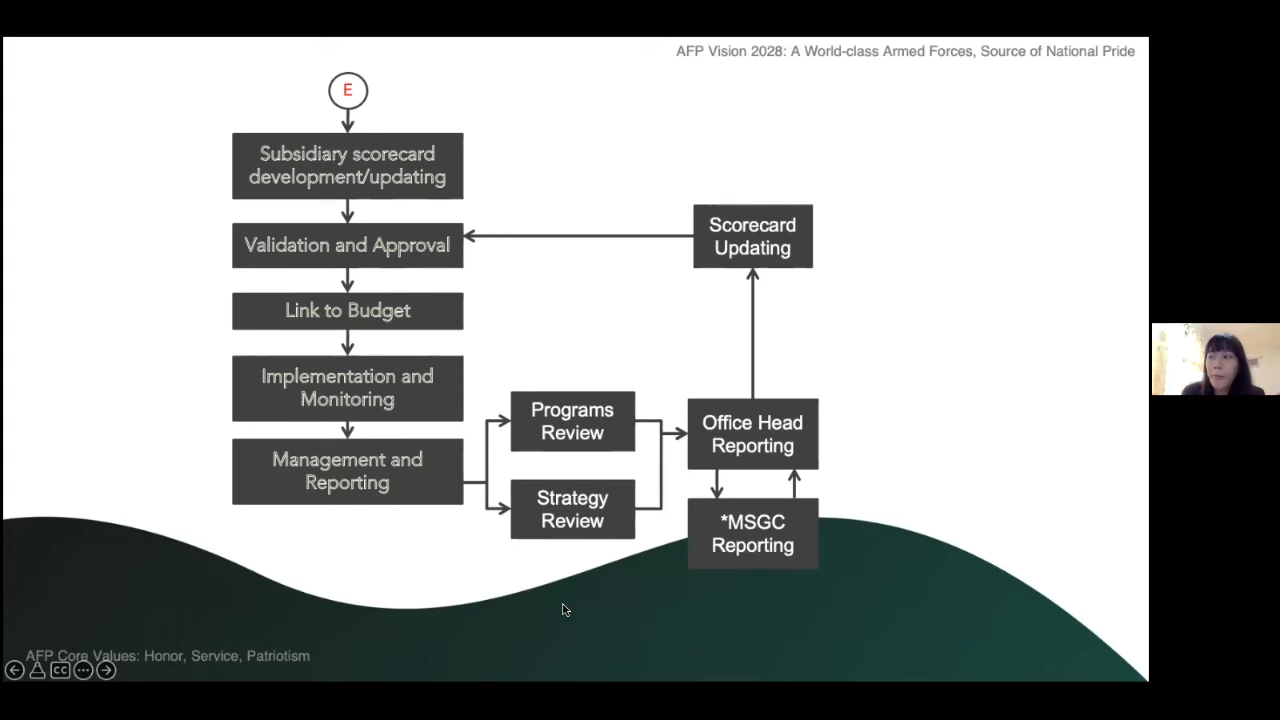 AFP Vision 2028: A World-class Armed Forces, Source of National Pride
E
Subsidiary scorecard
development/updating
Validation and Approval
Link to Budget
Implementation and
Monitoring
Management and
Reporting
Programs
Review
Strategy
Review
Scorecard
Updating
Office Head
Reporting
*MSGC
Reporting
AFP Core Values: Honor, Service, Patriotism
CC